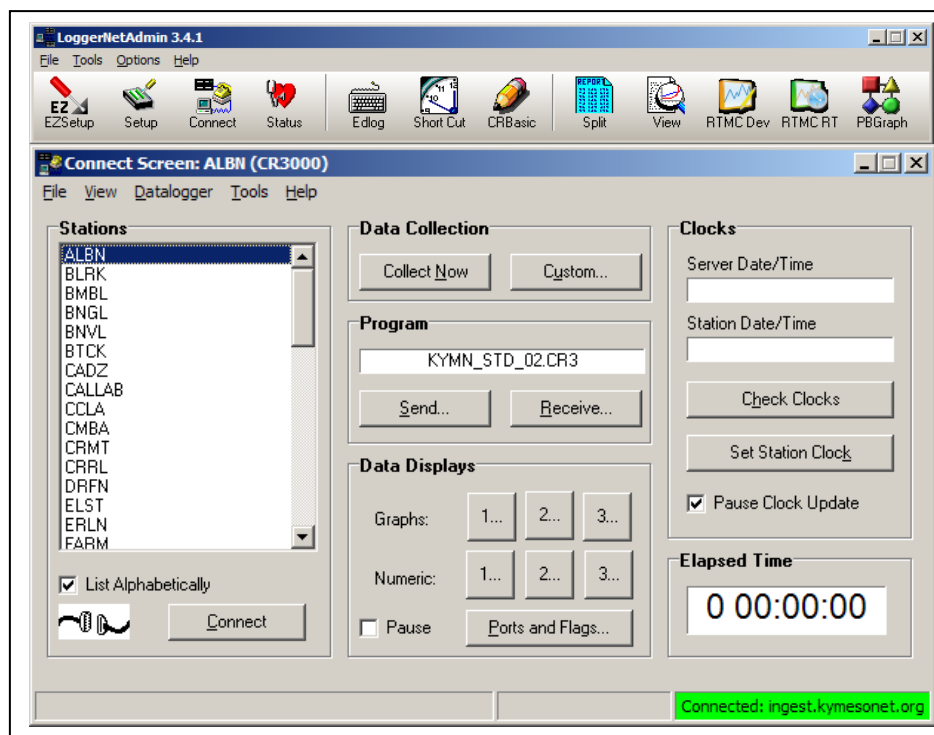 LoggerNetAdmin 3.4.1
File Tools Options Help
EZ
EZSetup Setup Connect Status Edlog Short Cut CRBasic Split View RTMC Dev RTMC RT PBGraph
REPORT
Connect Screen: ALBN (CR3000)
File View Datalogger Tools Help
Stations
ALBN
BLRK
BMBL
BNGL
BNVL
BTCK
CADZ
CALLAB
CCLA
CMBA
CRMT
CRRL
DRFN
ELST
ERLN
FARM
List Alphabetically
Connect
Data Collection
Collect Now Custom...
Program
KYMN_STD_02.CR3
Send... Receive...
Data Displays
Graphs: 1... 2... 3...
Numeric: 1... 2... 3...
Pause Ports and Flags...
Clocks
Server Date/Time
Station Date/Time
Check Clocks
Set Station Clock
Pause Clock Update
Elapsed Time
0 00:00:00
Connected: ingest.kymesonet.org